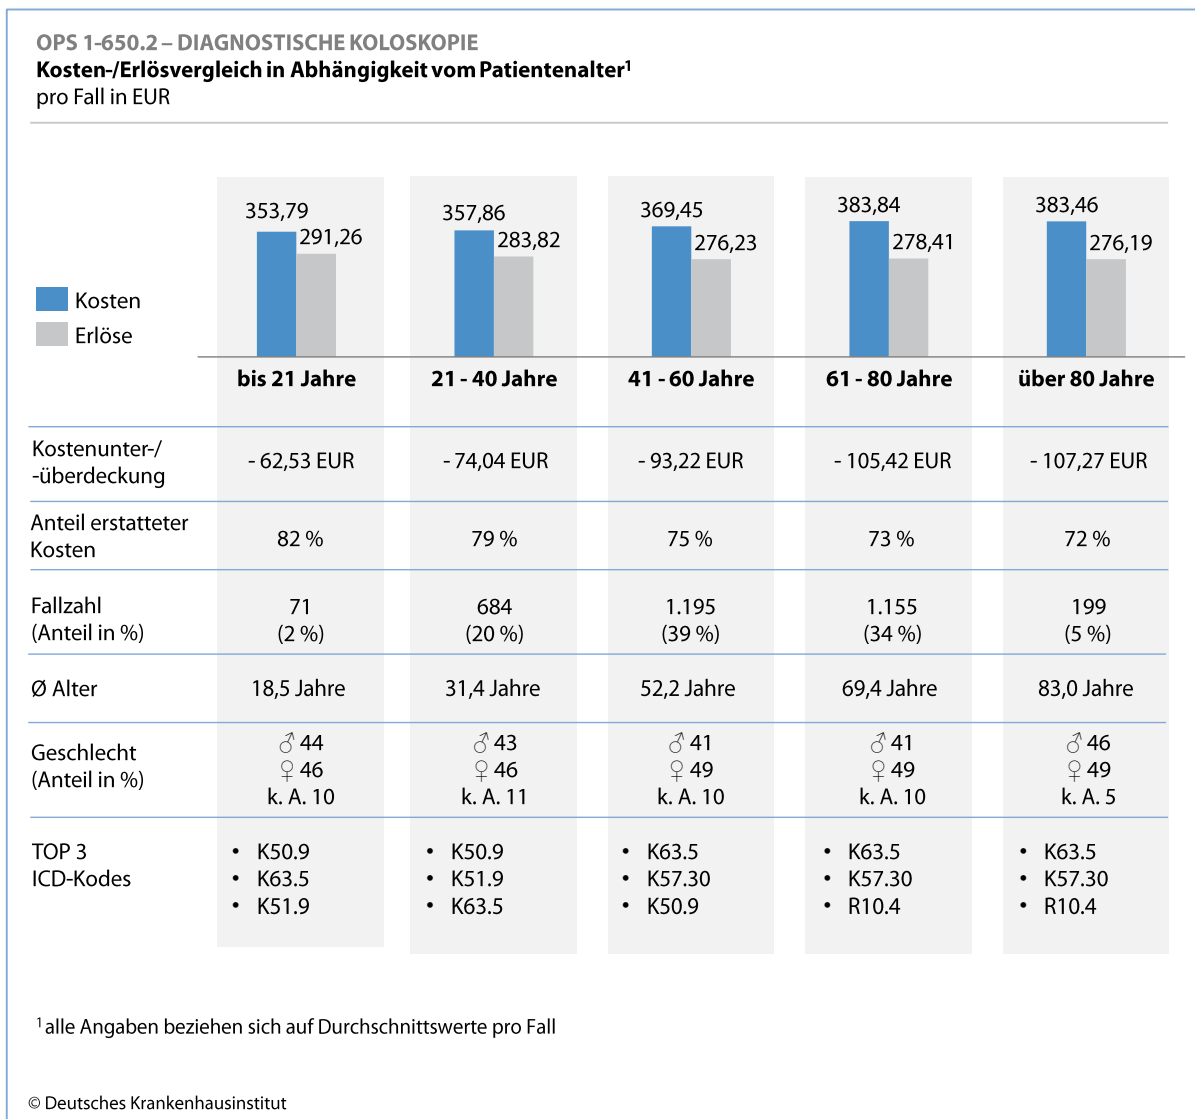 OPS 1-650.2 – DIAGNOSTISCHE KOLOSKOPIE
Kosten-/Erlösvergleich in Abhängigkeit vom Patientenalter¹
pro Fall in EUR
353,79 291,26 357,86 283,82 369,45 276,23 383,84 278,41 383,46 276,19
Kosten
Erlöse
bis 21 Jahre 21 - 40 Jahre 41 - 60 Jahre 61 - 80 Jahre über 80 Jahre
Kostenunter-/
-überdeckung
- 62,53 EUR - 74,04 EUR - 93,22 EUR - 105,42 EUR - 107,27 EUR
Anteil erstatteter
Kosten
82 % 79 % 75 % 73 % 72 %
Fallzahl 71 684 1.195 1.155 199
(Anteil in %) (2 %) (20 %) (39 %) (34 %) (5 %)
Ø Alter 18,5 Jahre 31,4 Jahre 52,2 Jahre 69,4 Jahre 83,0 Jahre
Geschlecht
(Anteil in %)
♂ 44 ♂ 43 ♂ 41 ♂ 41 ♂ 46
♀ 46 ♀ 46 ♀ 49 ♀ 49 ♀ 49
k. A. 10 k. A. 11 k. A. 10 k. A. 10 k. A. 5
TOP 3 • K50.9 • K50.9 • K63.5 • K63.5 • K63.5
ICD-Kodes • K63.5 • K51.9 • K57.30 • K57.30 • K57.30
• K51.9 • K63.5 • K50.9 • R10.4 • R10.4
¹ alle Angaben beziehen sich auf Durchschnittswerte pro Fall
© Deutsches Krankenhausinstitut